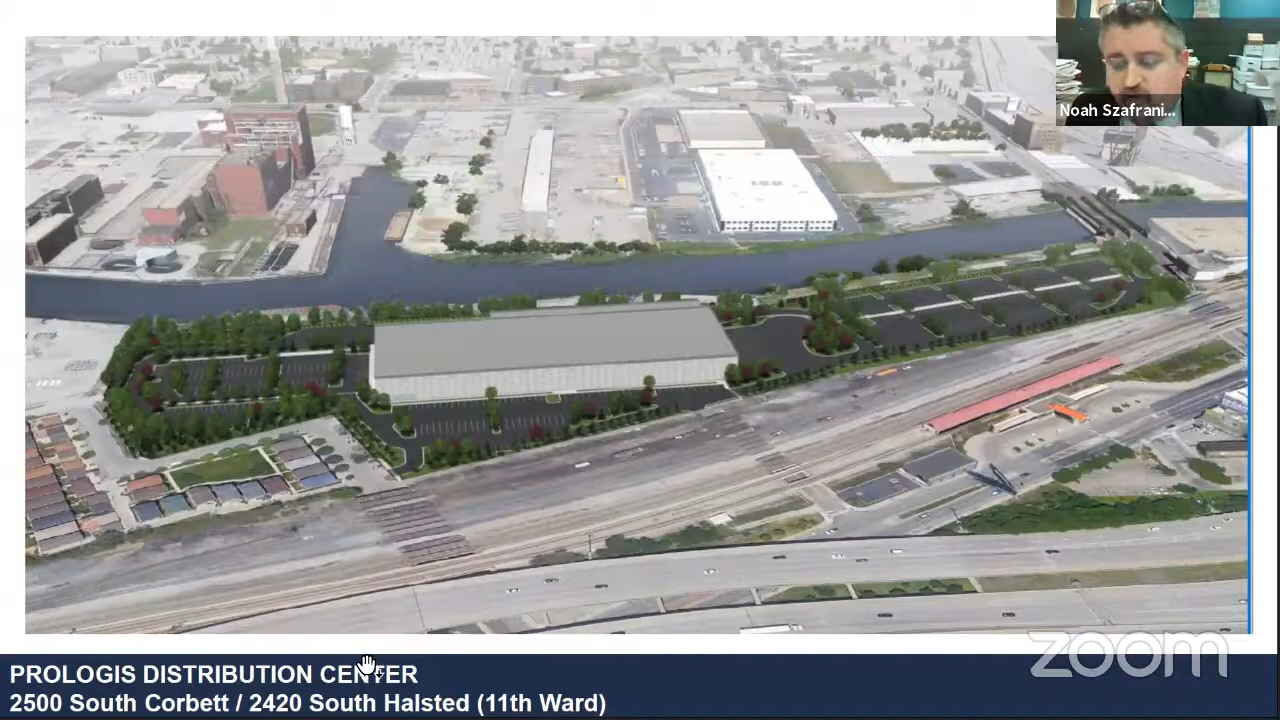 Noah Szafrani...
zoom
PROLOGIS DISTRIBUTION CENTER
2500 South Corbett / 2420 South Halsted (11th Ward)